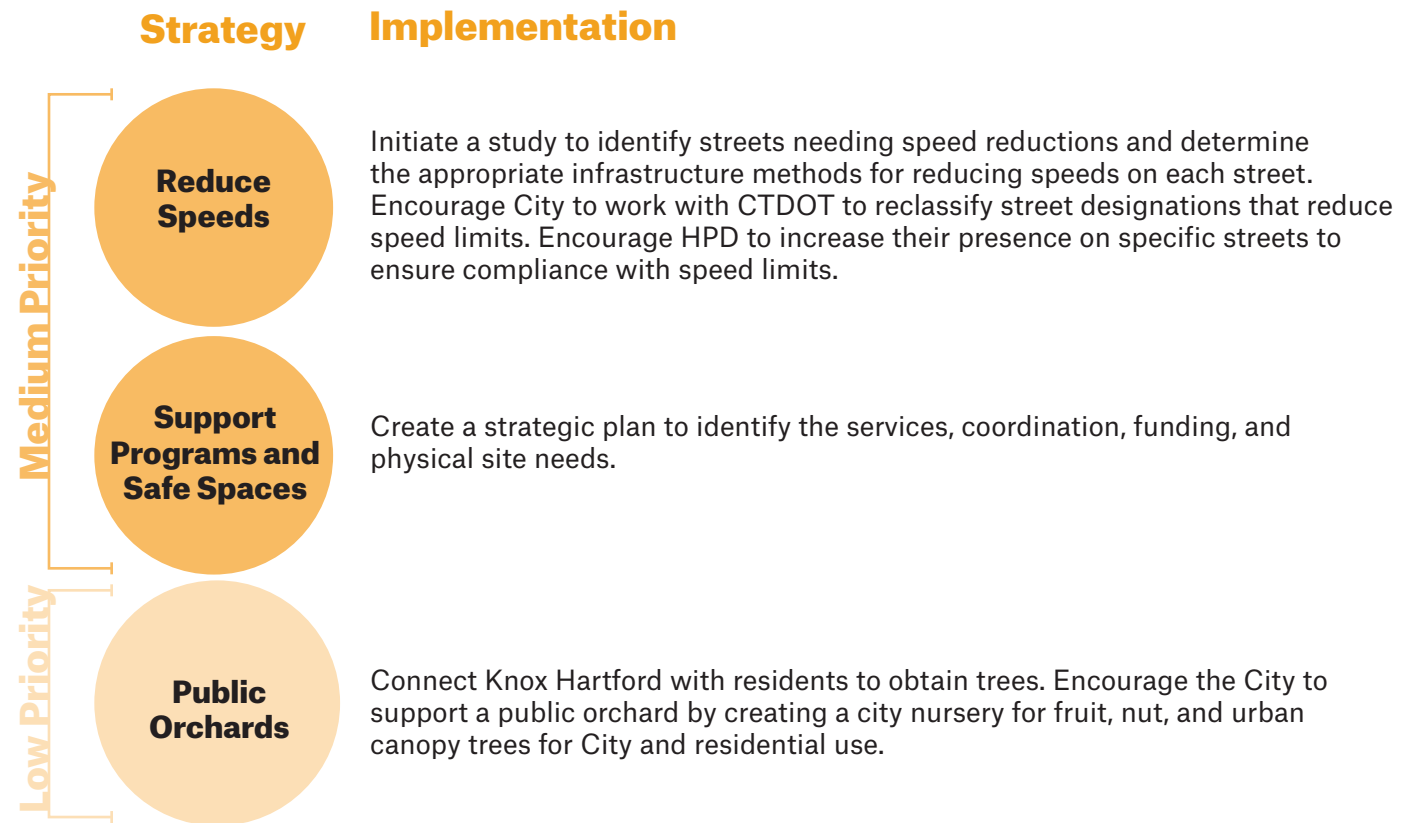 Strategy
Implementation
Medium Priority
Reduce
Speeds
Initiate a study to identify streets needing speed reductions and determine
the appropriate infrastructure methods for reducing speeds on each street.
Encourage City to work with CTDOT to reclassify street designations that reduce
speed limits. Encourage HPD to increase their presence on specific streets to
ensure compliance with speed limits.
Support
Programs and
Safe Spaces
Create a strategic plan to identify the services, coordination, funding, and
physical site needs.
Low Priority
Public
Orchards
Connect Knox Hartford with residents to obtain trees. Encourage the City to
support a public orchard by creating a city nursery for fruit, nut, and urban
canopy trees for City and residential use.